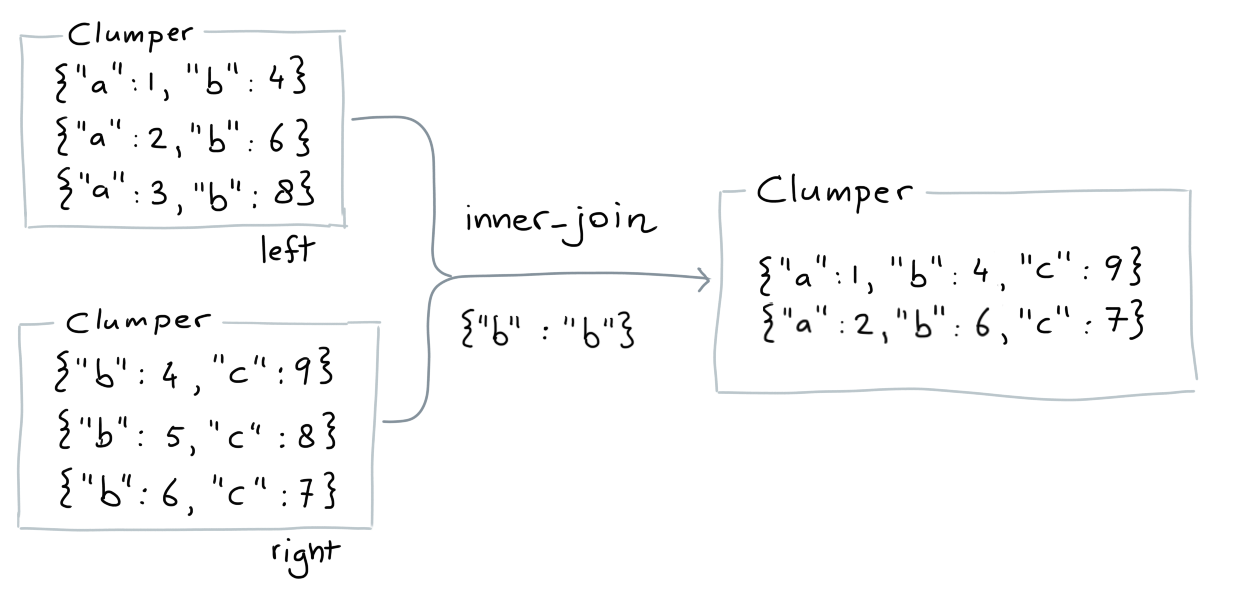 Clumper
{"a":1, "b": 4}
{"a": 2,"b": 6}
{"a": 3,"b": 8}
left
Clumper
{"b": 4 ,"c":9}
{"b": 5,"c" :8}
{"b": 6, "c" :7}
right
inner_join
{"b" : "b"}
Clumper
{"a":1, "b": 4, "c": 9}
{"a":2,"b": 6,"c": 7}